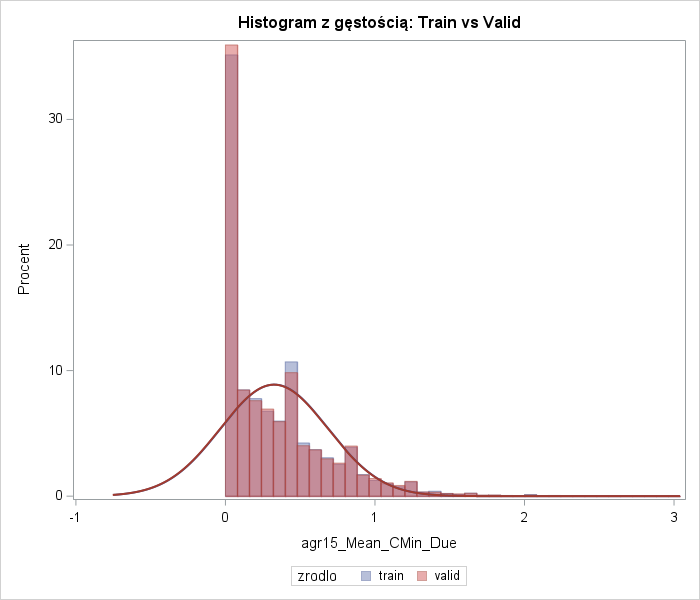 Histogram z gęstością: Train vs Valid
30
20
10
0
Procent
-1
0
1
2
3
agr15_Mean_CMin_Due
zrodlo train valid